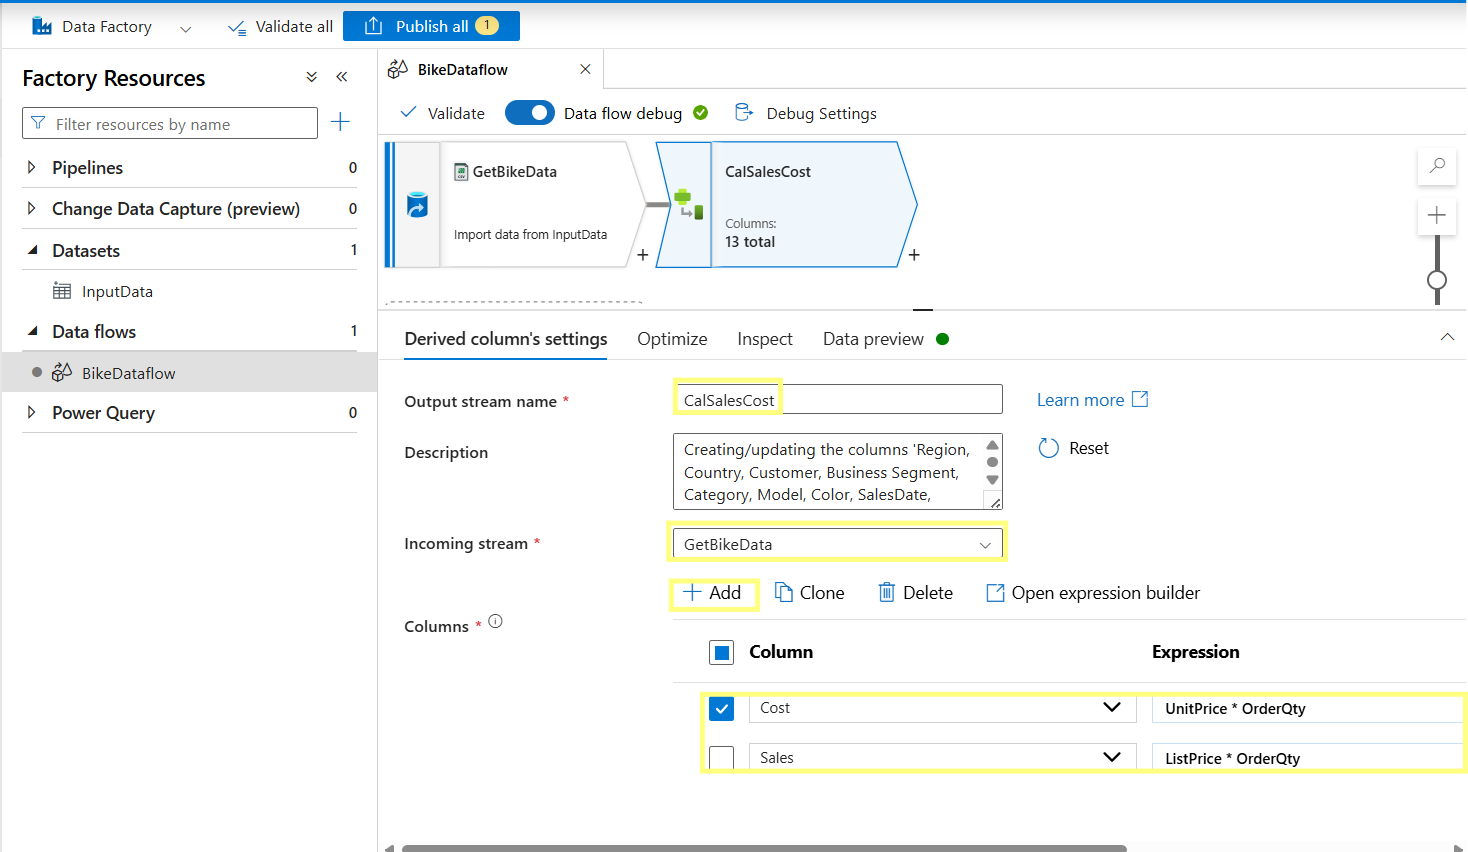 Data Factory
Validate all
Publish all 1
Factory Resources
Filter resources by name
Pipelines 0
Change Data Capture (preview) 0
Datasets 1
InputData
Data flows 1
BikeDataflow
Power Query 0
BikeDataflow
Validate
Data flow debug
Debug Settings
GetBikeData
Import data from InputData
+
CalSalesCost
Columns:
13 total
+
Derived column's settings
Optimize
Inspect
Data preview
Output stream name *
CalSalesCost
Learn more
Description
Creating/updating the columns 'Region,
Country, Customer, Business Segment,
Category, Model, Color, SalesDate,
Reset
Incoming stream *
GetBikeData
Add
Clone
Delete
Open expression builder
Columns *
Column
Expression
Cost
UnitPrice * OrderQty
Sales
ListPrice * OrderQty